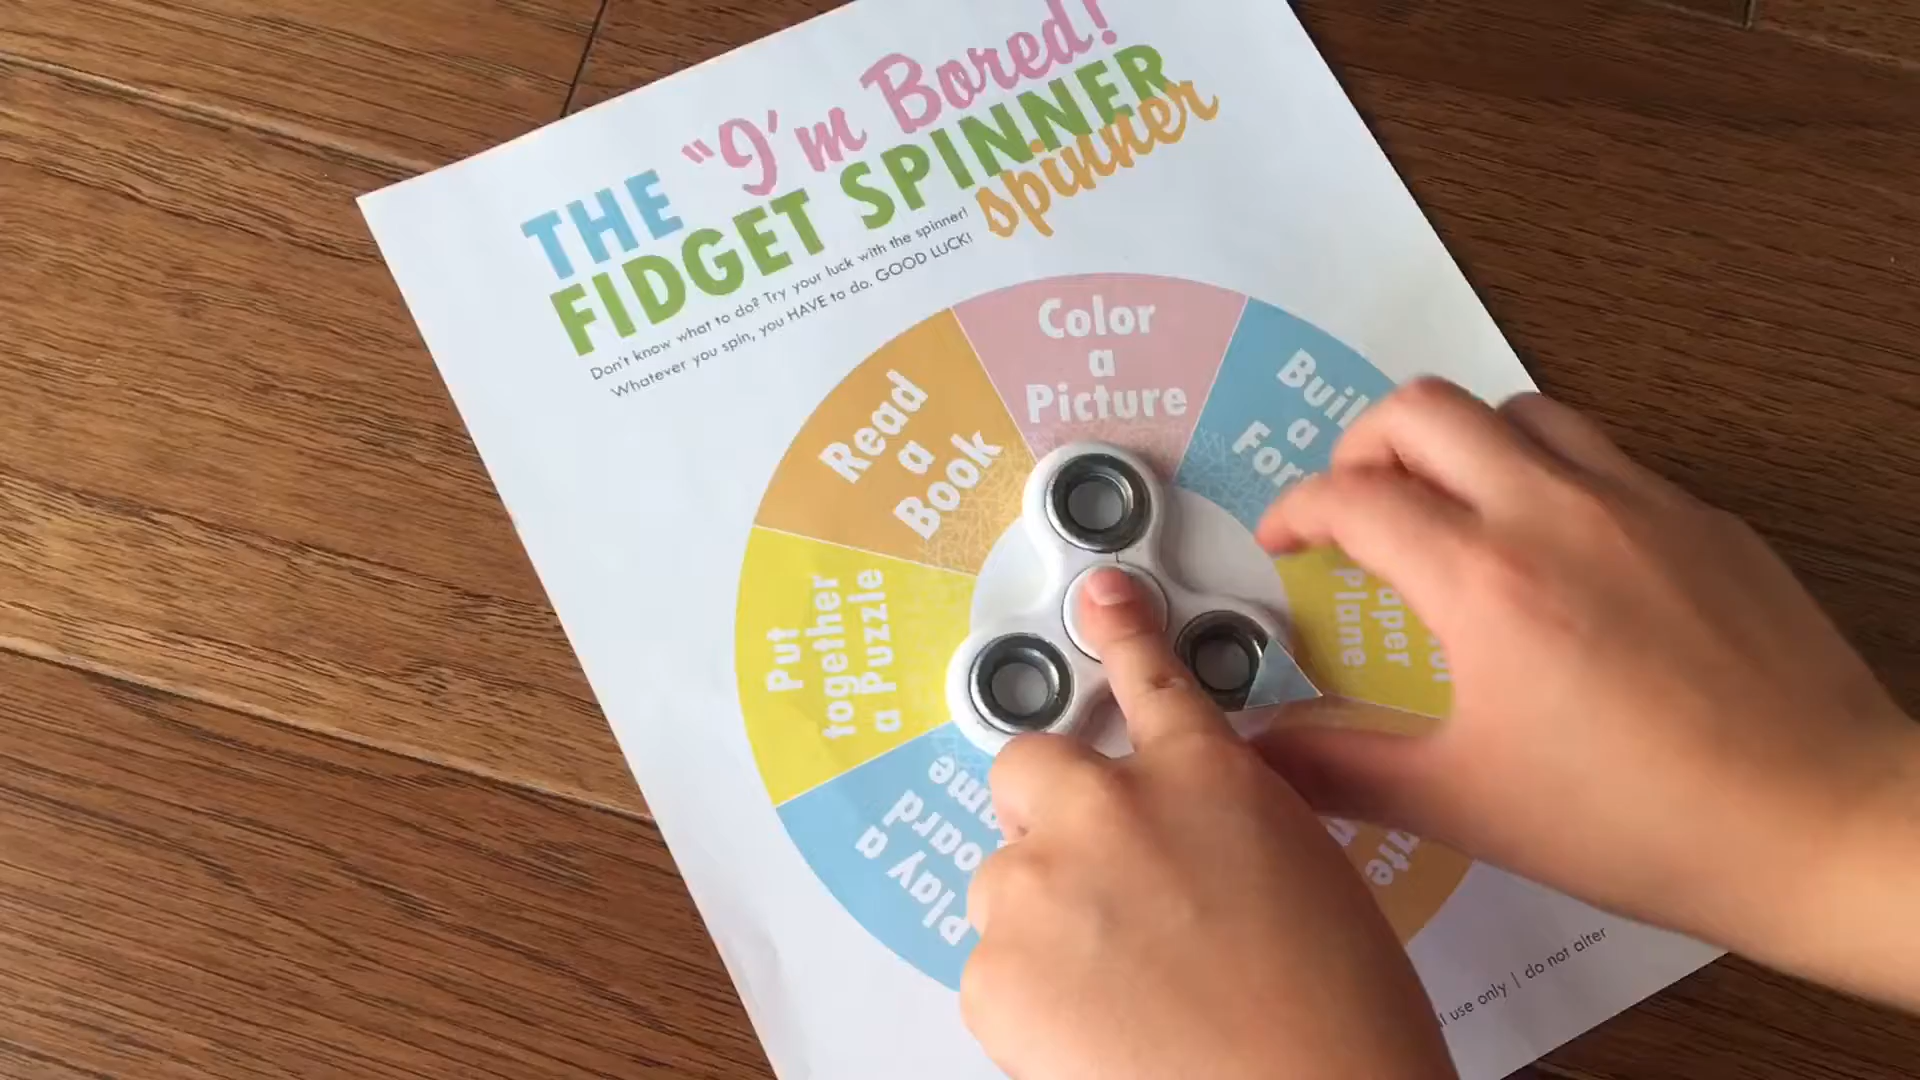 THE "I'm Bored!
FIDGET SPINNER
spinner
Don't know what to do? Try your luck with the spinner!
Whatever you spin, you HAVE to do. GOOD LUCK!
Color
a
Picture
a
Read
a
Book
Put
together
a Puzzle
Play a
plane
use only | do not alter